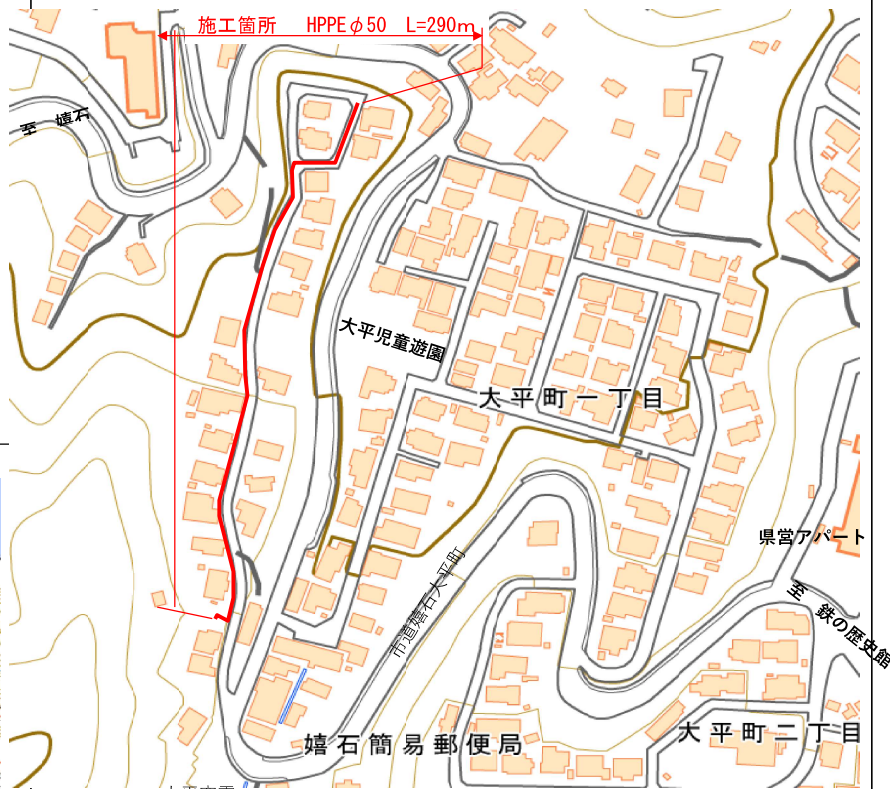 施工箇所　HPPEφ50　L=290m
至　嬉石
大平児童遊園
大平町一丁目
県営アパート
市道嬉石大平町
至　鉄の歴史館
大平町二丁目
嬉石簡易郵便局